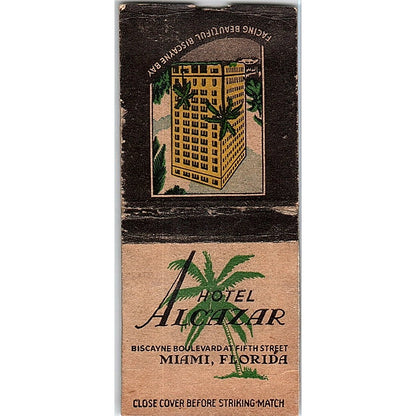 FACING BEAUTIFUL BISCAYNE BAY
HOTEL
ALCAZAR
BISCAYNE BOULEVARD AT FIFTH STREET
MIAMI, FLORIDA
CLOSE COVER BEFORE STRIKING MATCH